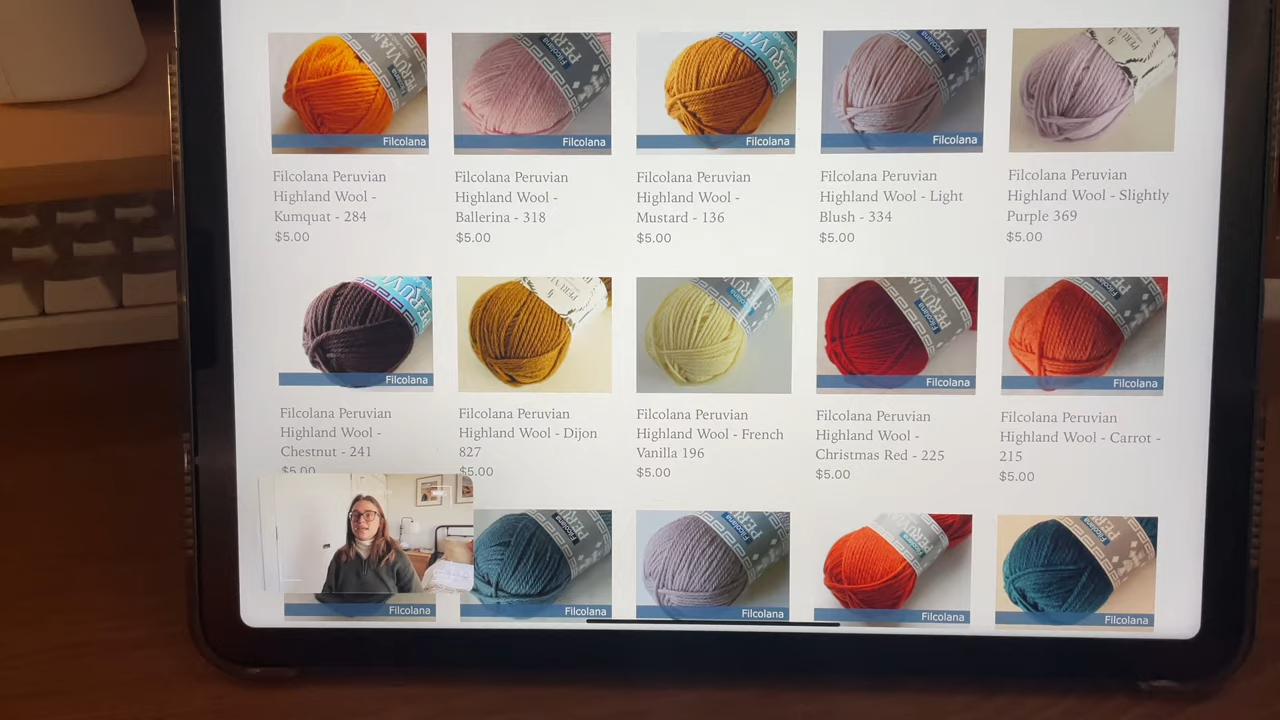 Filcolana
Filcolana
Filcolana
Filcolana
Filcolana Peruvian
Highland Wool -
Kumquat - 284
$5.00
Filcolana Peruvian
Highland Wool -
Ballerina - 318
$5.00
Filcolana Peruvian
Highland Wool -
Mustard - 136
$5.00
Filcolana Peruvian
Highland Wool - Light
Blush - 334
$5.00
Filcolana Peruvian
Highland Wool - Slightly
Purple 369
$5.00
Filcolana
Filcolana
Filcolana
Filcolana Peruvian
Highland Wool -
Chestnut - 241
$5.00
Filcolana Peruvian
Highland Wool - Dijon
827
$5.00
Filcolana Peruvian
Highland Wool - French
Vanilla 196
$5.00
Filcolana Peruvian
Highland Wool -
Christmas Red - 225
$5.00
Filcolana Peruvian
Highland Wool - Carrot -
215
$5.00
Filcolana
Filcolana
Filcolana
Filcolana
Filcolana